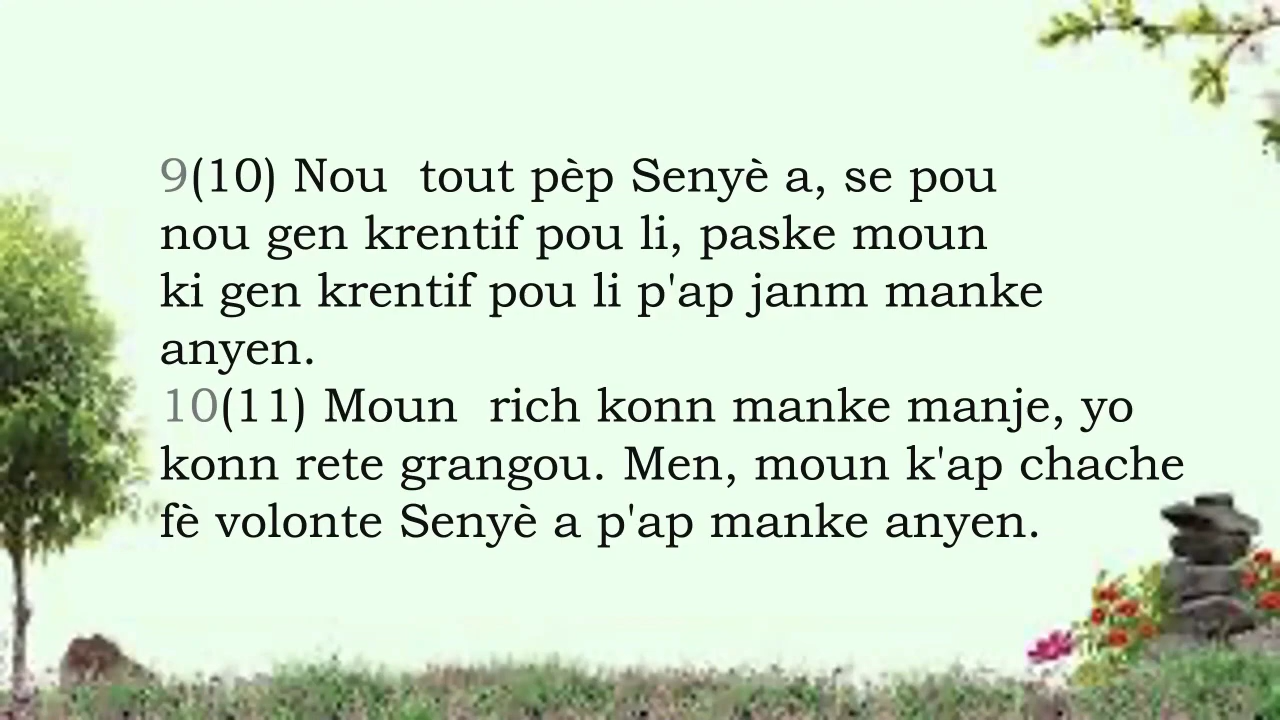 9(10) Nou  tout pèp Senyè a, se pou
nou gen krentif pou li, paske moun
ki gen krentif pou li p'ap janm manke
anyen.
10(11) Moun  rich konn manke manje, yo
konn rete grangou. Men, moun k'ap chache
fè volonte Senyè a p'ap manke anyen.